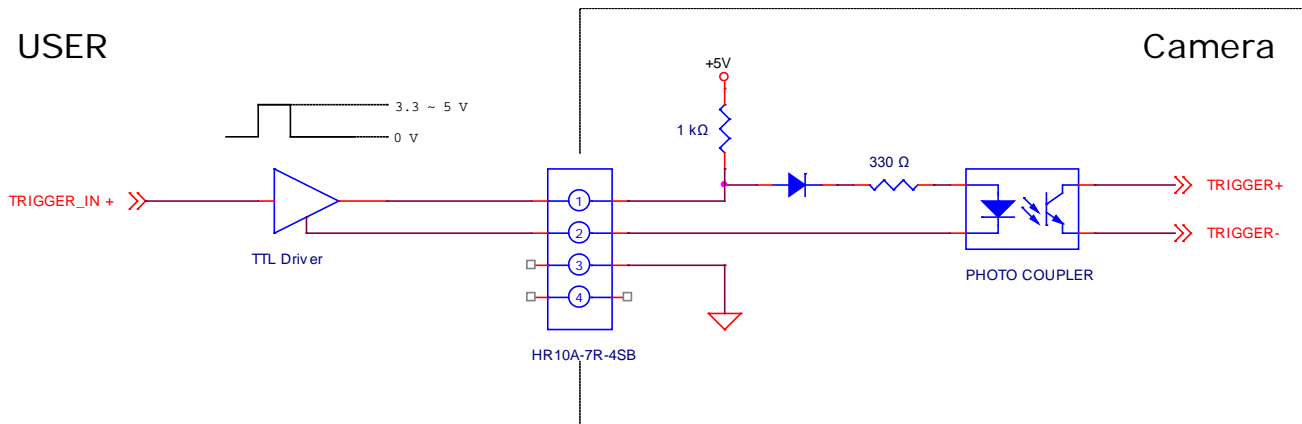 USER
Camera
+5V
3.3 ~ 5 V
0 V
1 kΩ
330 Ω
TRIGGER_IN +
1
TRIGGER+
2
TRIGGER-
TTL Driver
3
PHOTO COUPLER
4
HR10A-7R-4SB